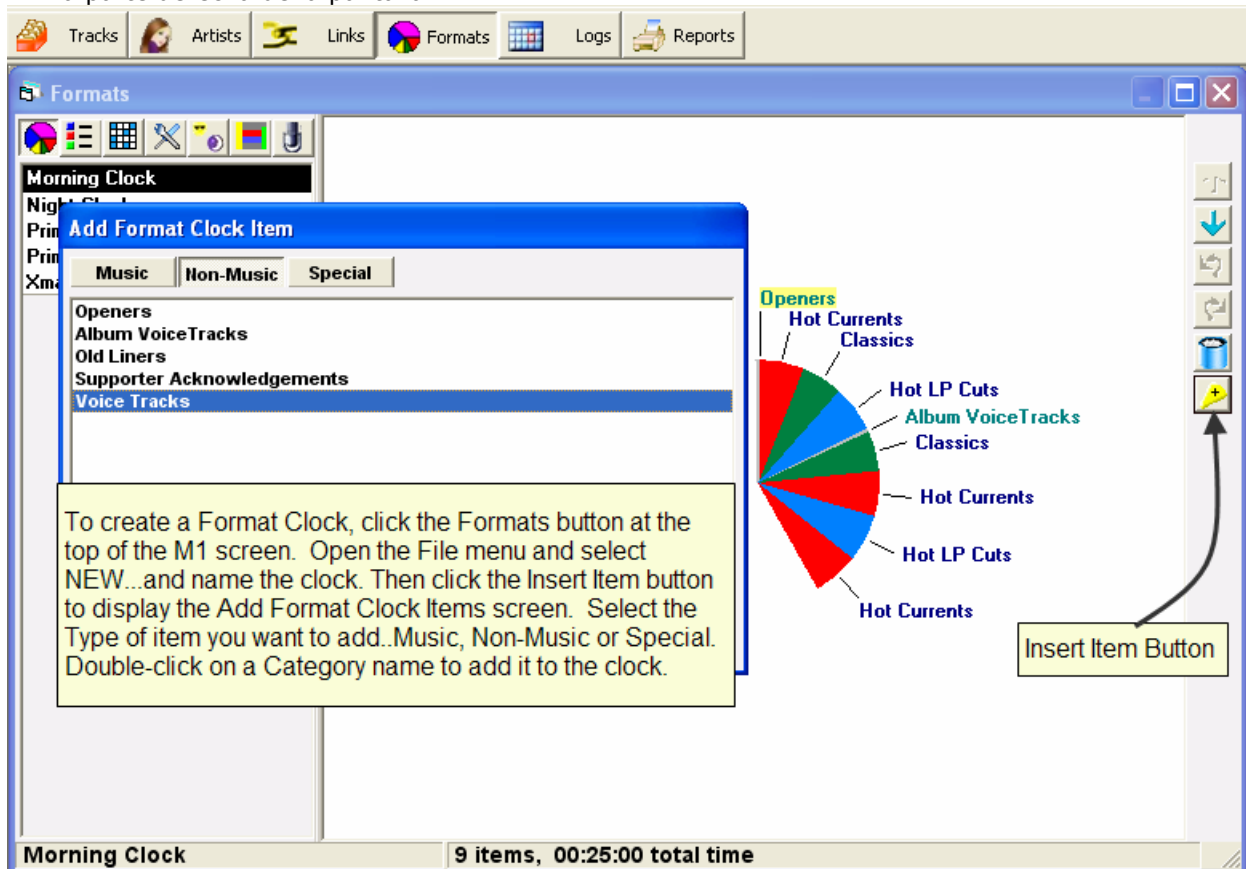 Tracks Artists Links Formats Logs Reports
Formats
Morning Clock
Prin
Prin
Xma
Add Format Clock Item
Music Non-Music Special
Openers
Album VoiceTracks
Old Liners
Supporter Acknowledgements
Voice Tracks
To create a Format Clock, click the Formats button at the
top of the M1 screen. Open the File menu and select
NEW...and name the clock. Then click the Insert Item button
to display the Add Format Clock Items screen. Select the
Type of item you want to add..Music, Non-Music or Special.
Double-click on a Category name to add it to the clock.
Openers
Hot Currents
Classics
Hot LP Cuts
Album VoiceTracks
Classics
Hot Currents
Hot LP Cuts
Hot Currents
Insert Item Button
Morning Clock 9 items, 00:25:00 total time